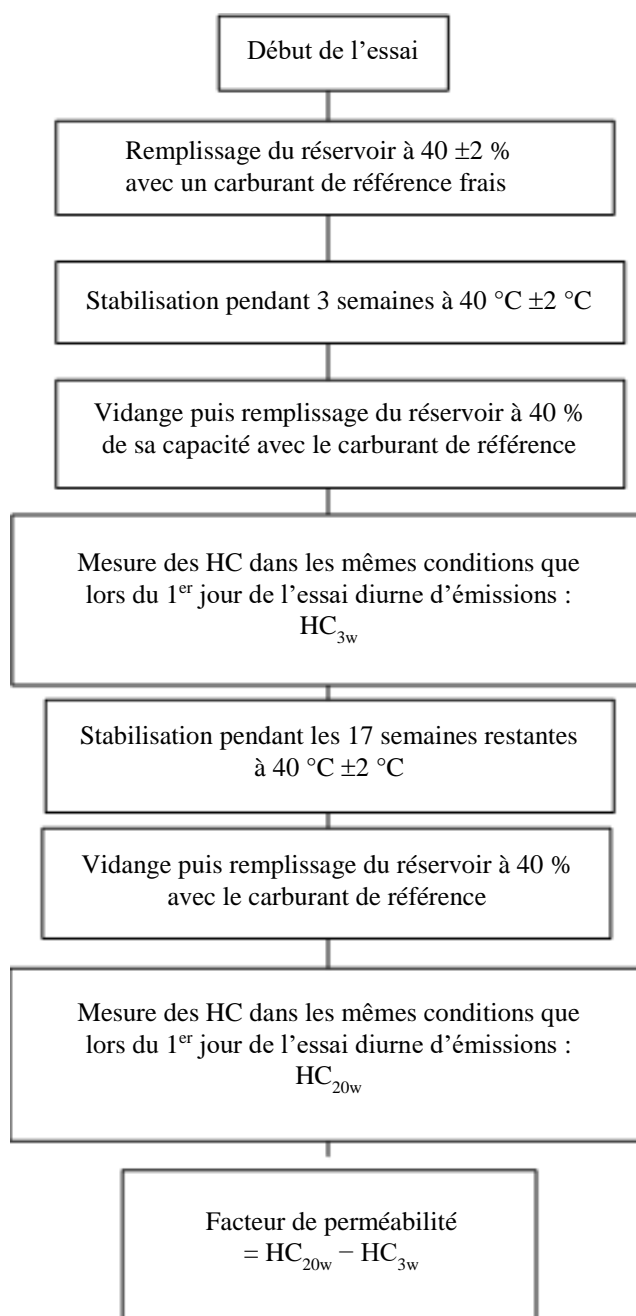 Début de l’essai
Remplissage du réservoir à 40 ±2 %
avec un carburant de référence frais
Stabilisation pendant 3 semaines à 40 °C ±2 °C
Vidange puis remplissage du réservoir à 40 %
de sa capacité avec le carburant de référence
Mesure des HC dans les mêmes conditions que
lors du 1er jour de l’essai diurne d’émissions :
HC3w
Stabilisation pendant les 17 semaines restantes
à 40 °C ±2 °C
Vidange puis remplissage du réservoir à 40 %
avec le carburant de référence
Mesure des HC dans les mêmes conditions que
lors du 1er jour de l’essai diurne d’émissions :
HC20w
Facteur de perméabilité
= HC20w − HC3w